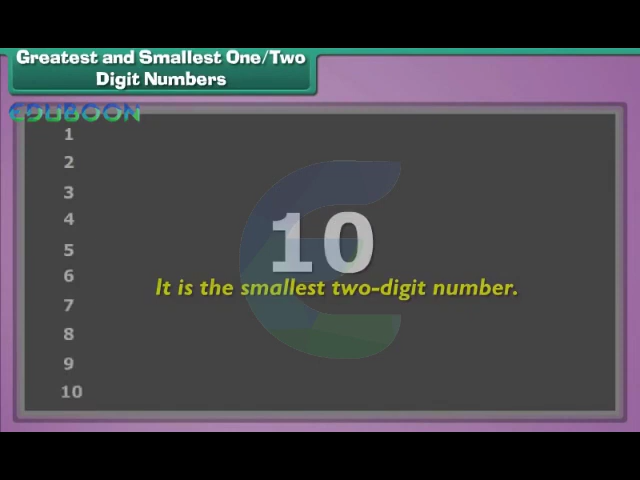 Greatest and Smallest One/Two
Digit Numbers
EDUBOON
1
2
3
4
5
6
7
8
9
10
10
It is the smallest two-digit number.